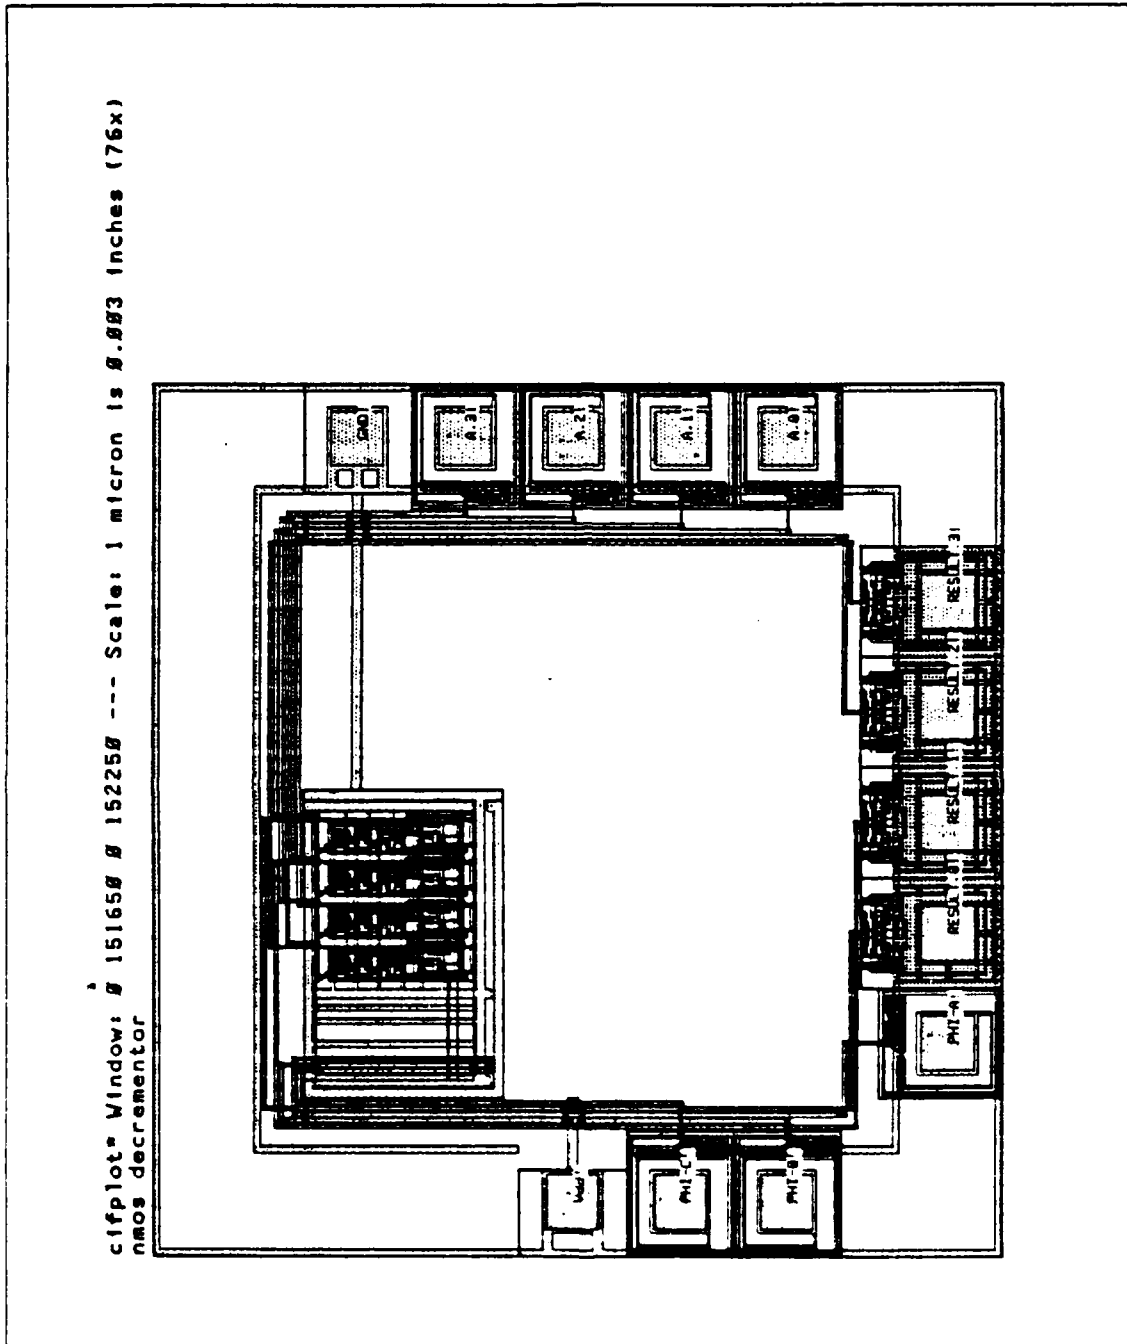 cifplot* Window: 0 151650 0 152250 --- Scale: 1 micron is 0.003 inches (76x)
nmos decrementor
GND
A.3
A.2
A.1
A.0
RESULT.3
RESULT.2
RESULT.1
RESULT.0
PHI-A
PHI-B
PHI-C
Vdd